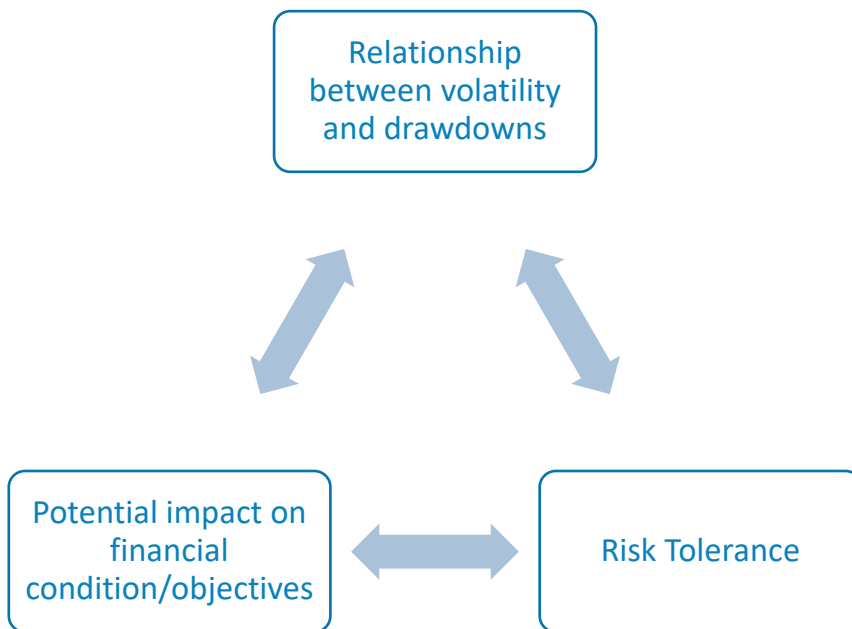 Relationship
between volatility
and drawdowns
Potential impact on
financial
condition/objectives
Risk Tolerance